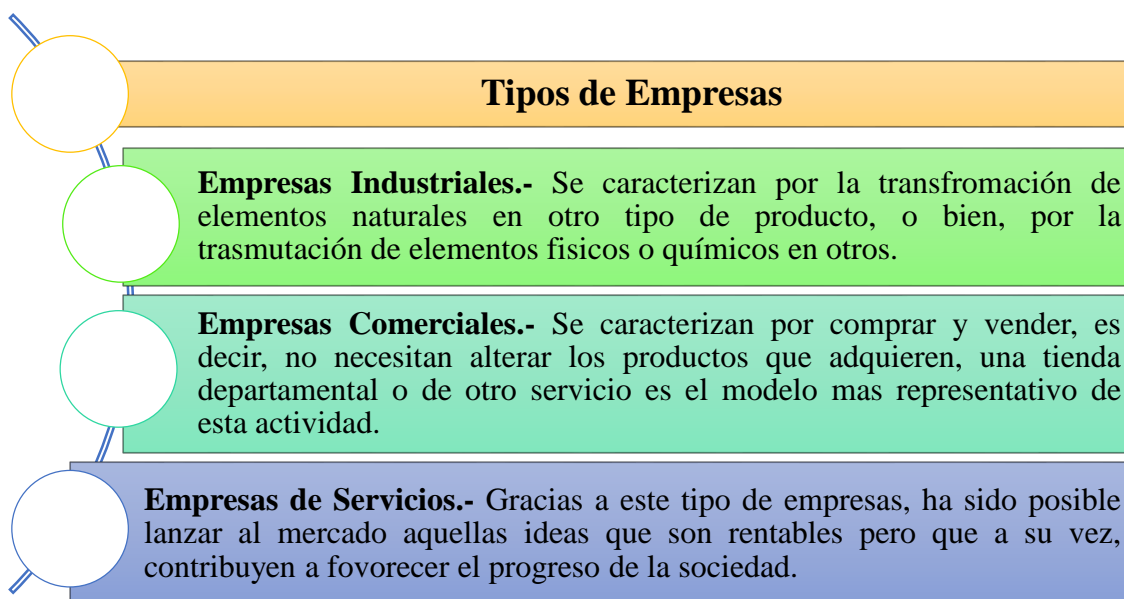 Tipos de Empresas
Empresas Industriales.- Se caracterizan por la transfromación de
elementos naturales en otro tipo de producto, o bien, por la
trasmutación de elementos fisicos o químicos en otros.
Empresas Comerciales.- Se caracterizan por comprar y vender, es
decir, no necesitan alterar los productos que adquieren, una tienda
departamental o de otro servicio es el modelo mas representativo de
esta actividad.
Empresas de Servicios.- Gracias a este tipo de empresas, ha sido posible
lanzar al mercado aquellas ideas que son rentables pero que a su vez,
contribuyen a fovorecer el progreso de la sociedad.